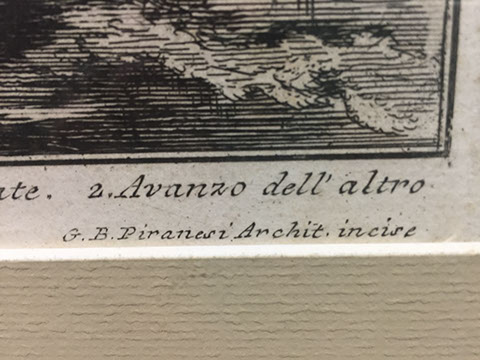 ate. 2. Avanzo dell' altro
G. B. Piranesi Archit. incise